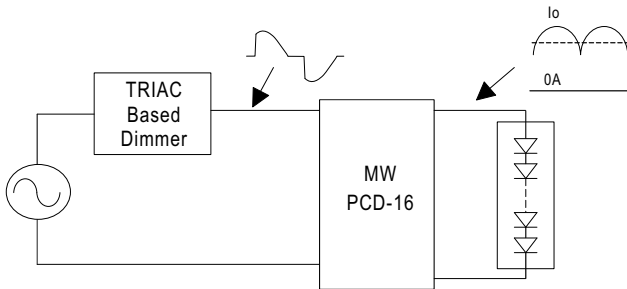 Io
0A
TRIAC
Based
Dimmer
MW
PCD-16